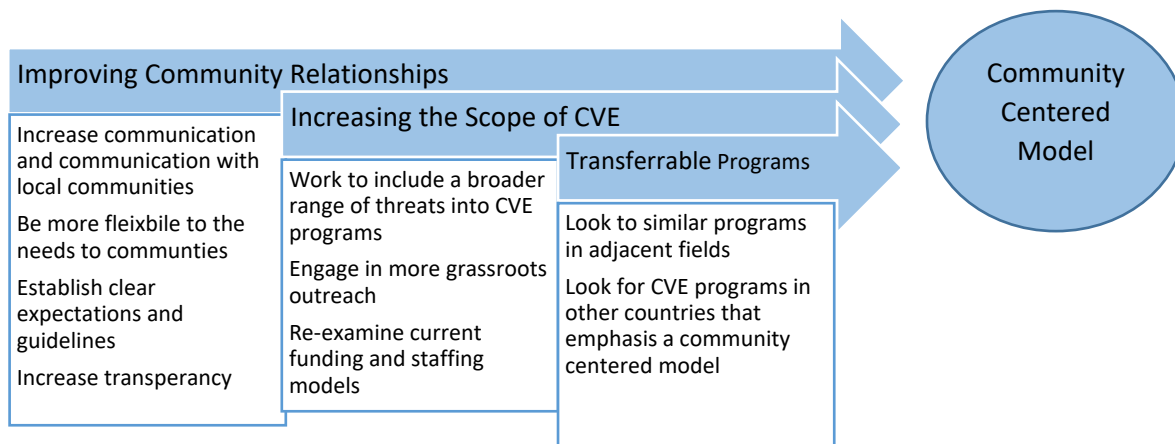 Improving Community Relationships
Increase communication
and communication with
local communities
Be more fleixbile to the
needs to communties
Establish clear
expectations and
guidelines
Increase transperancy
Increasing the Scope of CVE
Work to include a broader
range of threats into CVE
programs
Engage in more grassroots
outreach
Re-examine current
funding and staffing
models
Transferrable Programs
Look to similar programs
in adjacent fields
Look for CVE programs in
other countries that
emphasis a community
centered model
Community
Centered
Model